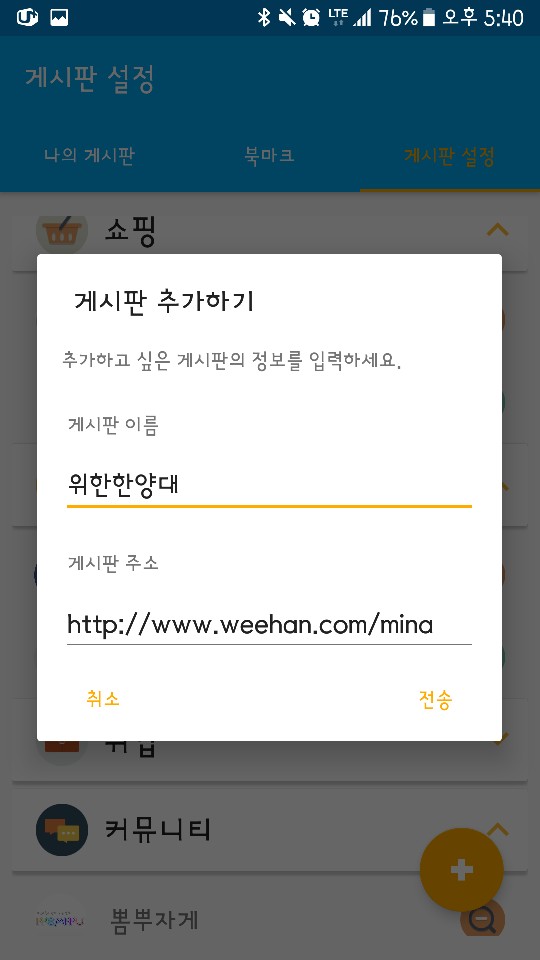 LTE 76% 오후 5:40
게시판 설정
나의 게시판 북마크 게시판 설정
쇼핑
게시판 추가하기
추가하고 싶은 게시판의 정보를 입력하세요.
게시판 이름
위한한양대
게시판 주소
http://www.weehan.com/mina
취소 전송
취업
커뮤니티
뽐뿌자게